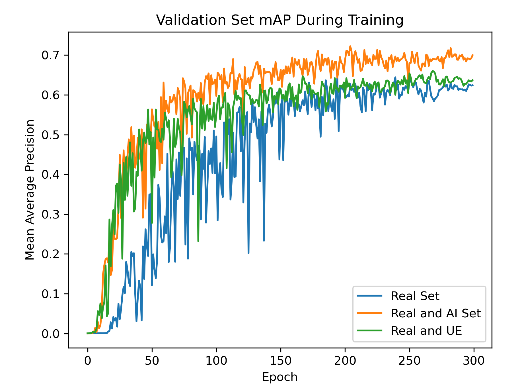 Validation Set mAP During Training
Mean Average Precision
0.7
0.6
0.5
0.4
0.3
0.2
0.1
0.0
0
50
100
150
200
250
300
Epoch
Real Set
Real and AI Set
Real and UE